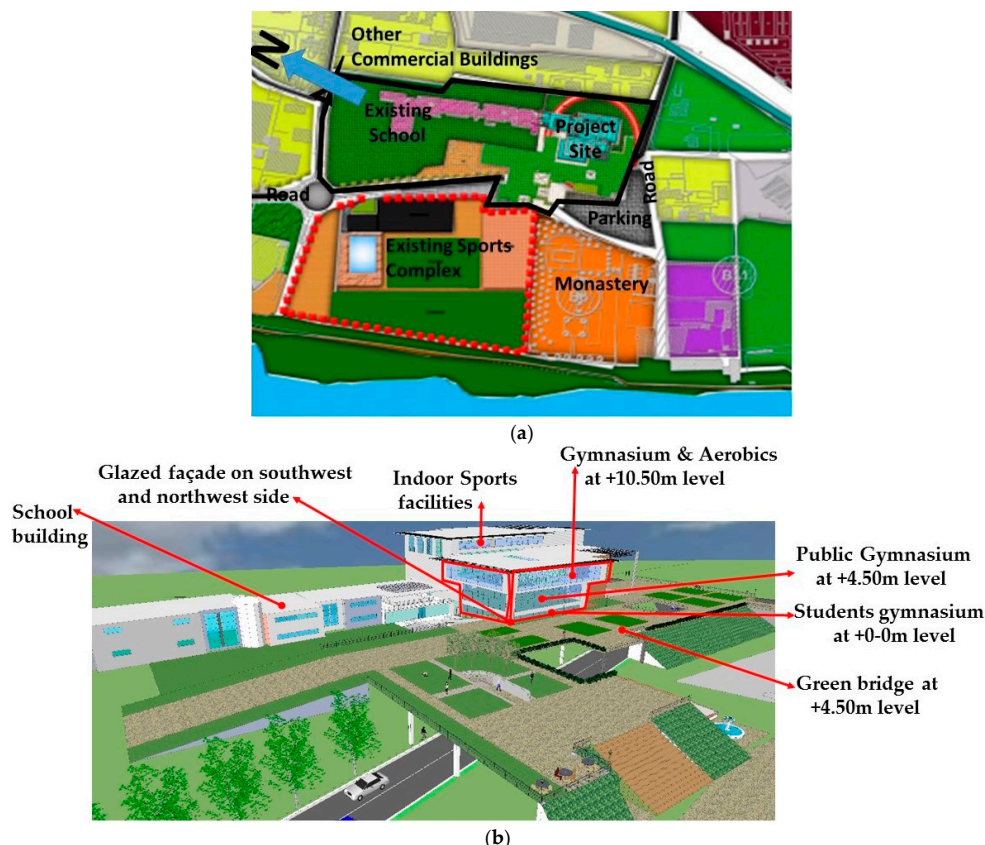 N
Other
Commercial Buildings
Existing
School
Project
Site
Road
Road
Parking
Existing Sports
Complex
Monastery
(a)
Glazed façade on southwest
and northwest side
Indoor Sports
facilities
Gymnasium & Aerobics
at +10.50m level
School
building
Public Gymnasium
at +4.50m level
Students gymnasium
at +0-0m level
Green bridge at
+4.50m level
(b)